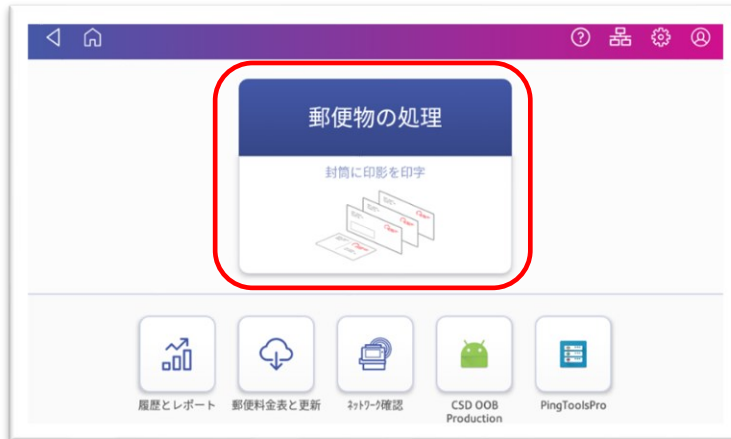 郵便物の処理
封筒に印影を印字
履歴とレポート
郵便料金表と更新
ﾈｯﾄﾜｰｸ確認
CSD OOB
Production
PingToolsPro